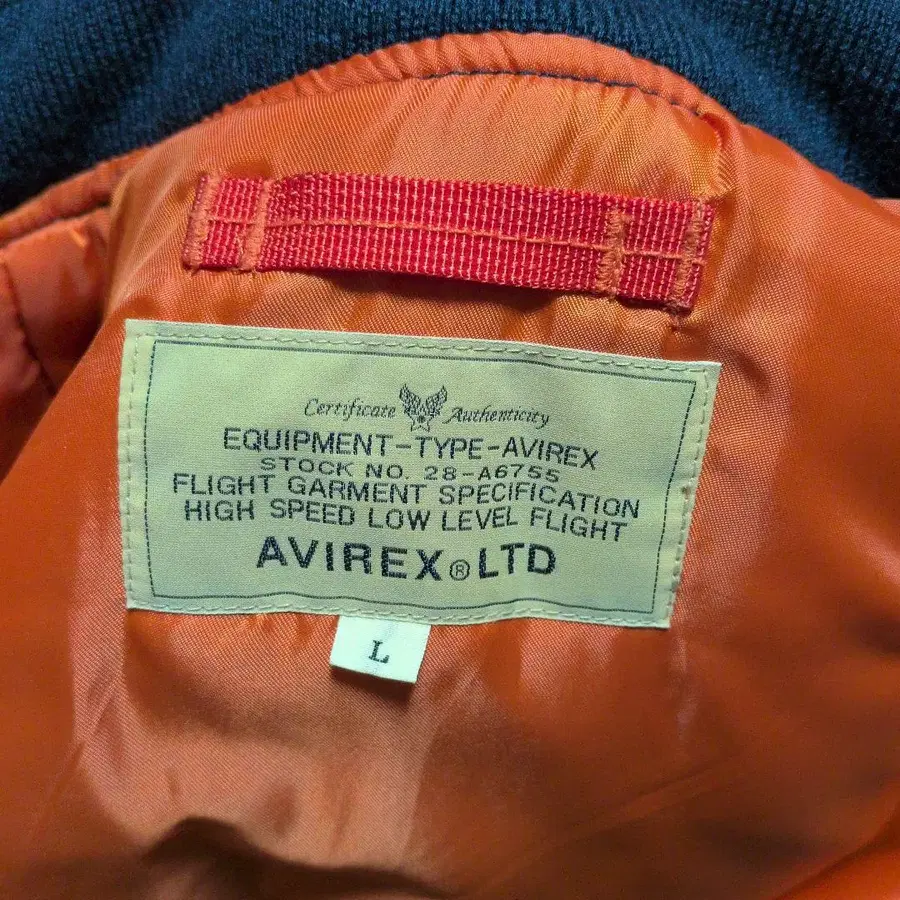 Certificate Authenticity
EQUIPMENT-TYPE-AVIREX
STOCK NO. 28-A6755
FLIGHT GARMENT SPECIFICATION
HIGH SPEED LOW LEVEL FLIGHT
AVIREX® LTD
L